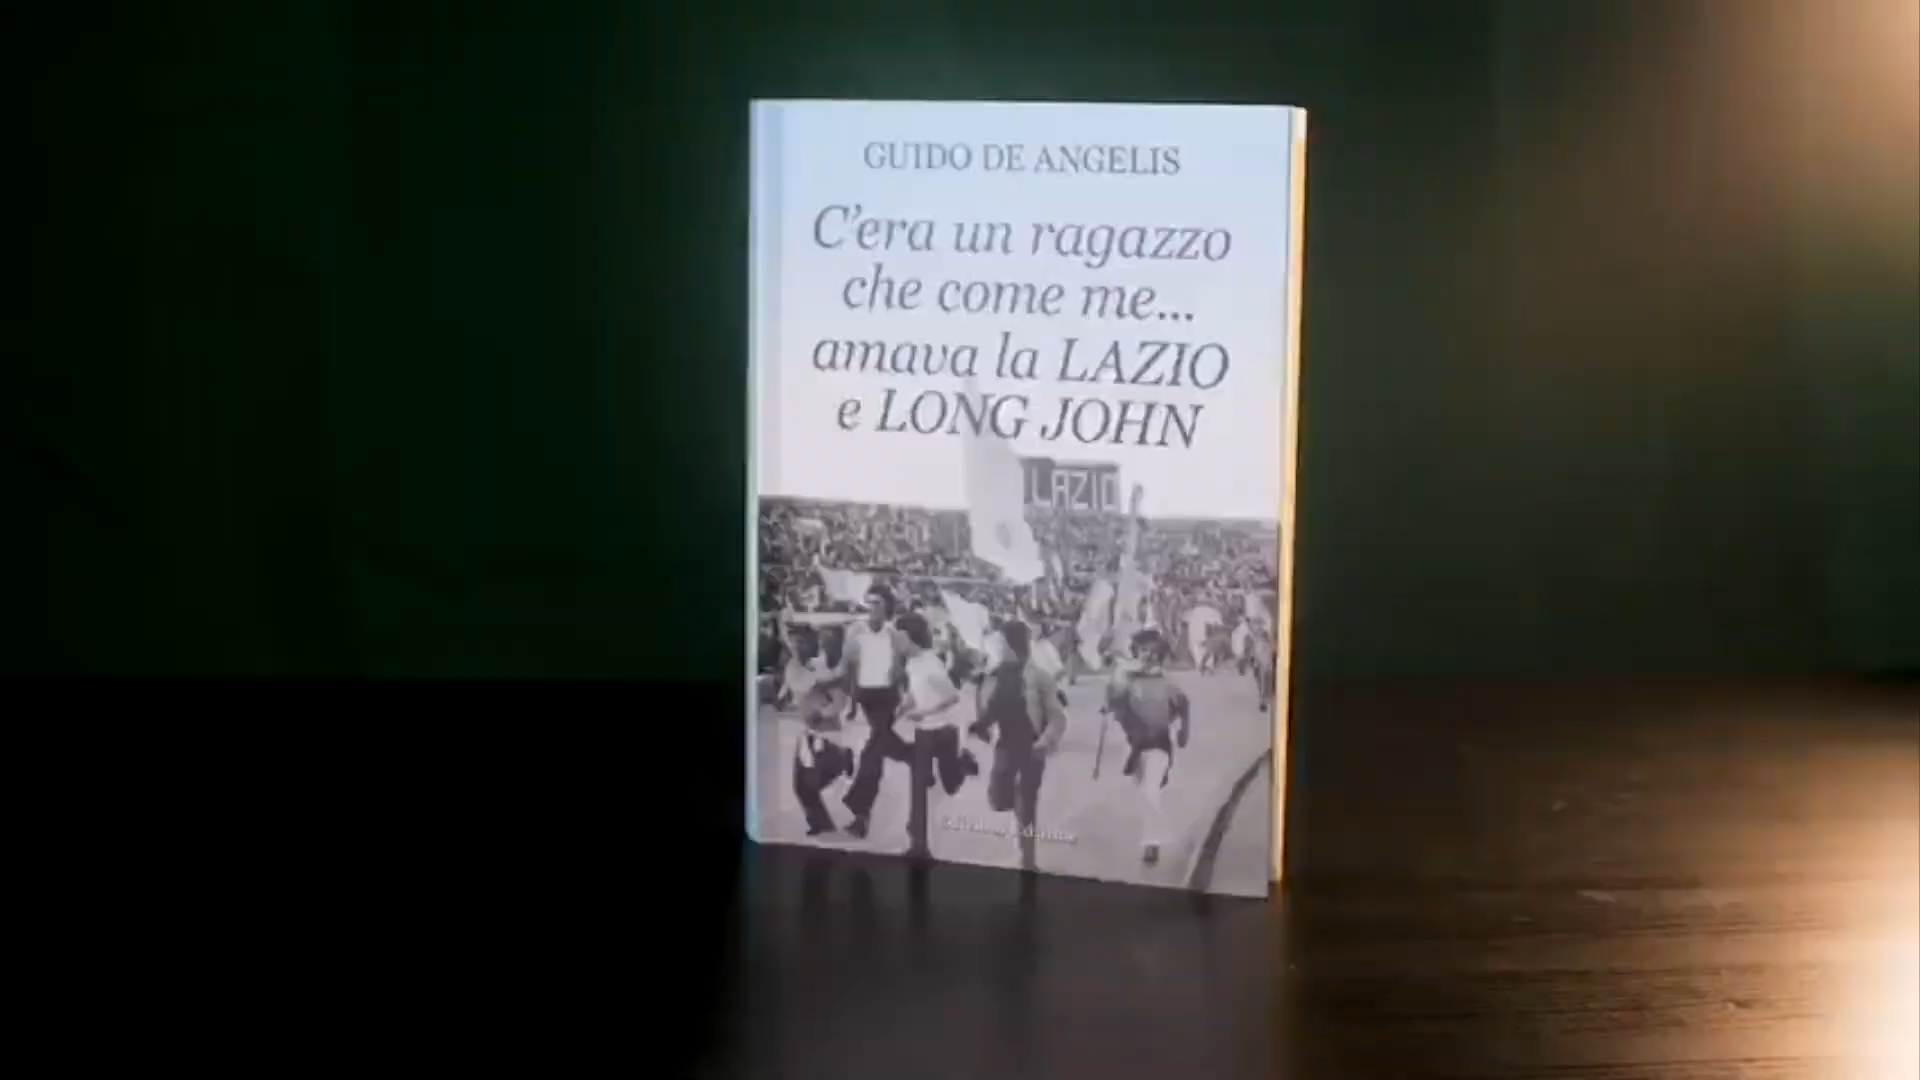 GUIDO DE ANGELIS
C'era un ragazzo
che come me...
amava la LAZIO
e LONG JOHN
LAZIO